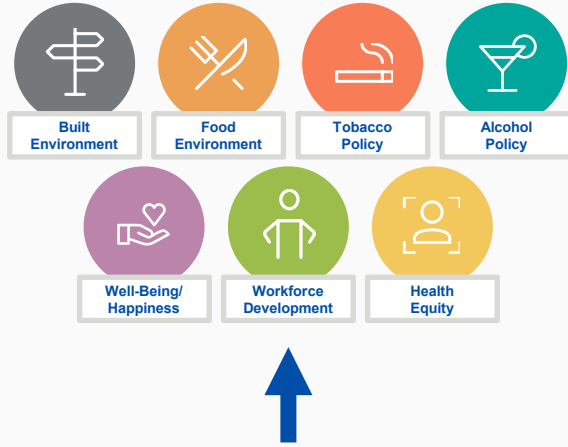 Built
Environment
Food
Environment
Tobacco
Policy
Alcohol
Policy
Well-Being/
Happiness
Workforce
Development
Health
Equity